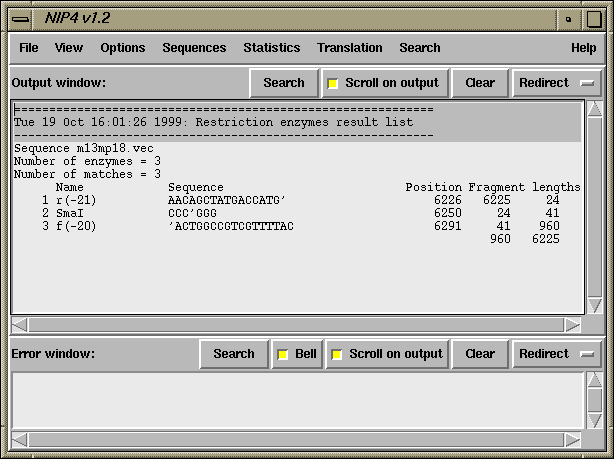 NIP4 v1.2
File View Options Sequences Statistics Translation Search Help
Output window: Search Scroll on output Clear Redirect
============================================================
Tue 19 Oct 16:01:26 1999: Restriction enzymes result list
------------------------------------------------------------
Sequence m13mp18.vec
Number of enzymes = 3
Number of matches = 3
Name Sequence Position Fragment lengths
1 r(-21) AACAGCTATGACCATG' 6226 6225 24
2 SmaI CCC'GGG 6250 24 41
3 f(-20) 'ACTGGCCGTCGTTTTAC 6291 41 960
960 6225
Error window: Search Bell Scroll on output Clear Redirect